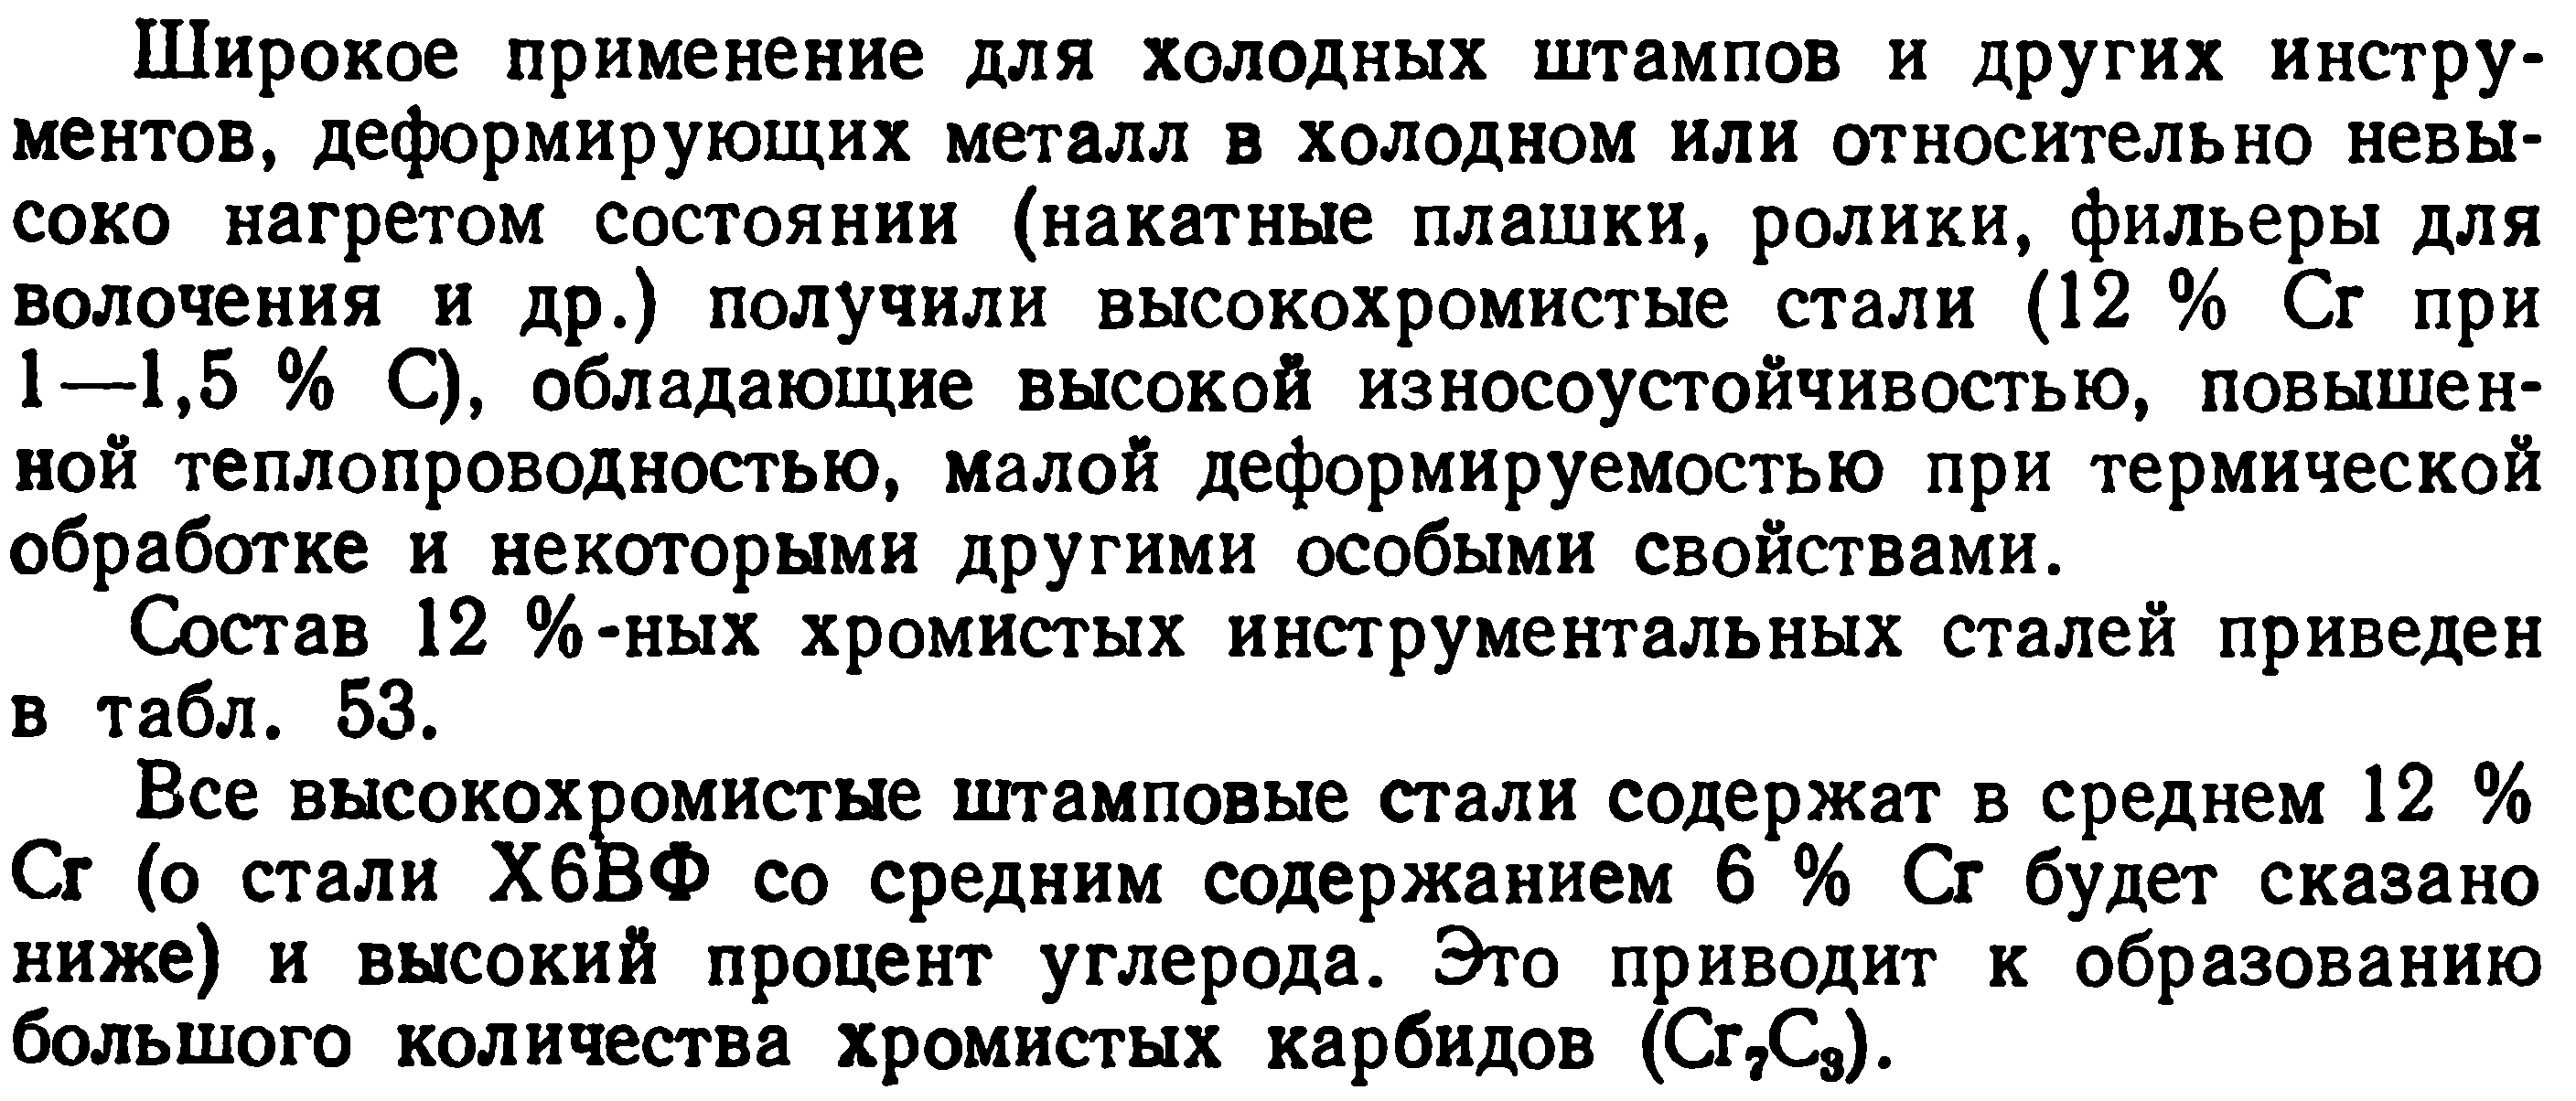 Широкое применение для холодных штампов и других инстру-
ментов, деформирующих металл в холодном или относительно невы-
соко нагретом состоянии (накатные плашки, ролики, фильеры для
волочения и др.) получили высокохромистые стали (12 % Cr при
1—1,5 % С), обладающие высокой износоустойчивостью, повышен-
ной теплопроводностью, малой деформируемостью при термической
обработке и некоторыми другими особыми свойствами.
Состав 12 %-ных хромистых инструментальных сталей приведен
в табл. 53.
Все высокохромистые штамповые стали содержат в среднем 12 %
Cr (о стали Х6ВФ со средним содержанием 6 % Cr будет сказано
ниже) и высокий процент углерода. Это приводит к образованию
большого количества хромистых карбидов (Cr₇C₃).